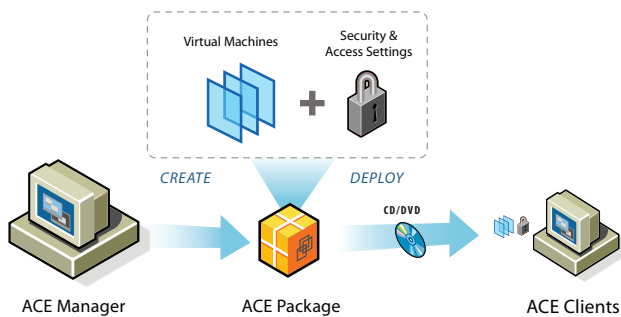 Virtual Machines
Security &
Access Settings
CREATE
DEPLOY
CD/DVD
ACE Manager
ACE Package
ACE Clients